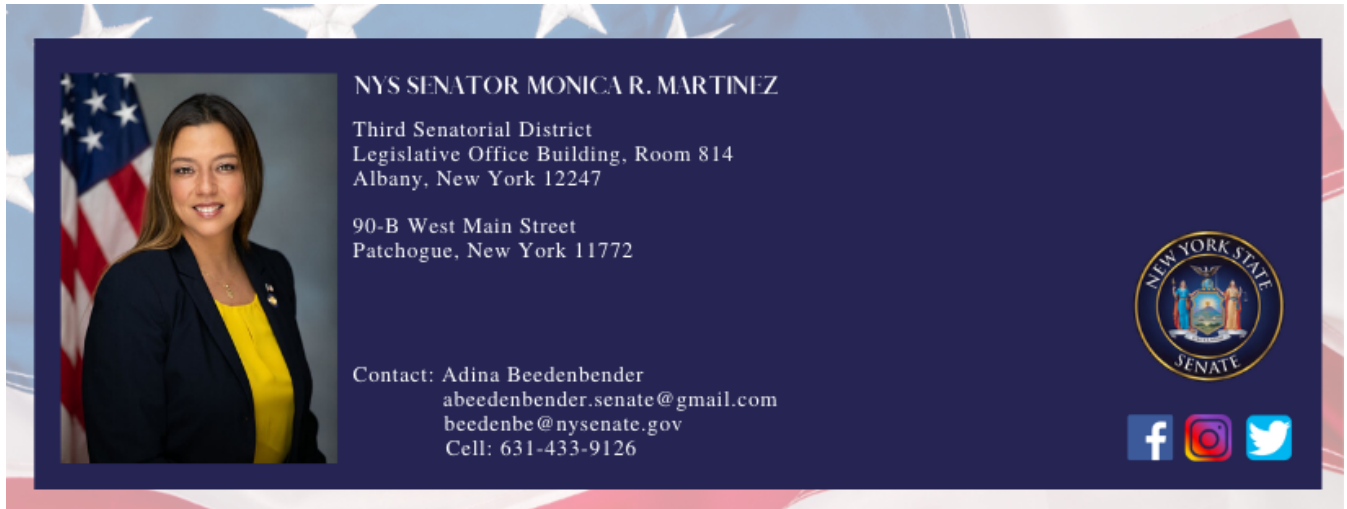 NYS SENATOR MONICA R. MARTINEZ
Third Senatorial District
Legislative Office Building, Room 814
Albany, New York 12247
90-B West Main Street
Patchogue, New York 11772
Contact: Adina Beedenbender
abeedenbender.senate@gmail.com
beedenbe@nysenate.gov
Cell: 631-433-9126
NEW YORK STATE
SENATE